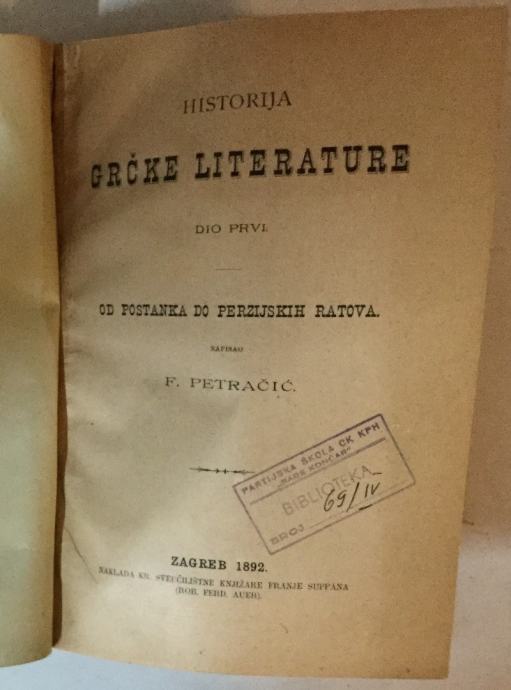 HISTORIJA
GRČKE LITERATURE
DIO PRVI.
OD POSTANKA DO PERZIJSKIH RATOVA.
NAPISAO
F. PETRAČIĆ.
PARTIJSKA ŠKOLA CK KPH
"RADE KONČAR"
BIBLIOTEKA
BROJ 69/IV
ZAGREB 1892.
NAKLADA KR. SVEUČILIŠTNE KNJIŽARE FRANJE SUPPANA
(ROB. FERD. AUER).